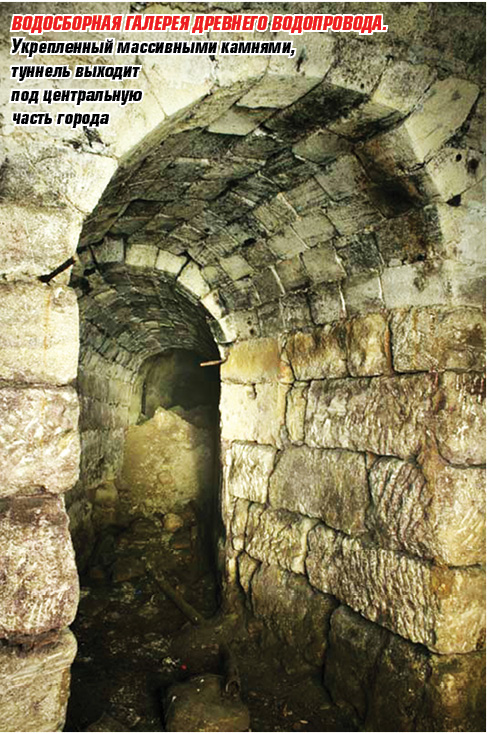 ВОДОСБОРНАЯ ГАЛЕРЕЯ ДРЕВНЕГО ВОДОПРОВОДА.
Укрепленный массивными камнями,
туннель выходит
под центральную
часть города